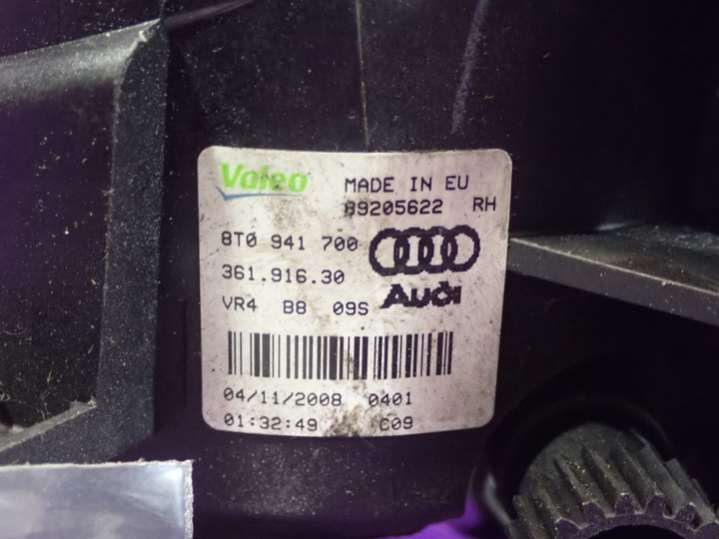 Valeo MADE IN EU
89205622 RH
8T0 941 700
361.916.30
Audi
VR4 B8 09S
04/11/2008 0401
01:32:49 C09